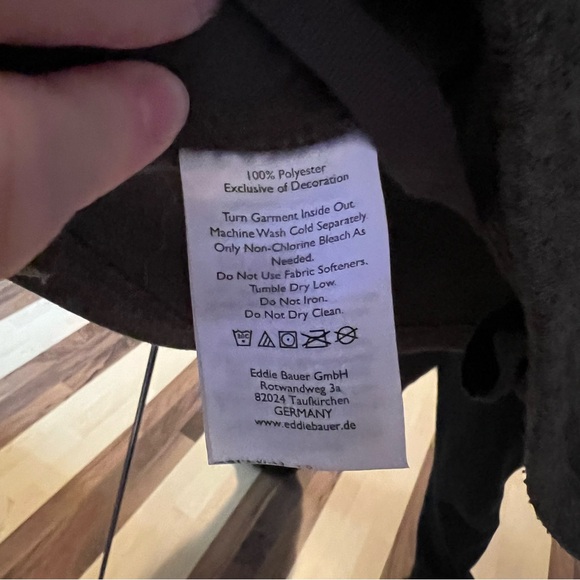 100% Polyester
Exclusive of Decoration
Turn Garment Inside Out.
Machine Wash Cold Separately.
Only Non-Chlorine Bleach As
Needed.
Do Not Use Fabric Softeners.
Tumble Dry Low.
Do Not Iron.
Do Not Dry Clean.
Eddie Bauer GmbH
Rotwandweg 3a
82024 Taufkirchen
GERMANY
www.eddiebauer.de